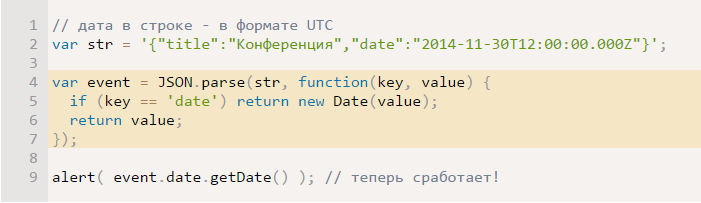 1 // дата в строке - в формате UTC
2 var str = '{"title":"Конференция","date":"2014-11-30T12:00:00.000Z"}';
3
4 var event = JSON.parse(str, function(key, value) {
5   if (key == 'date') return new Date(value);
6   return value;
7 });
8
9 alert( event.date.getDate() ); // теперь сработает!